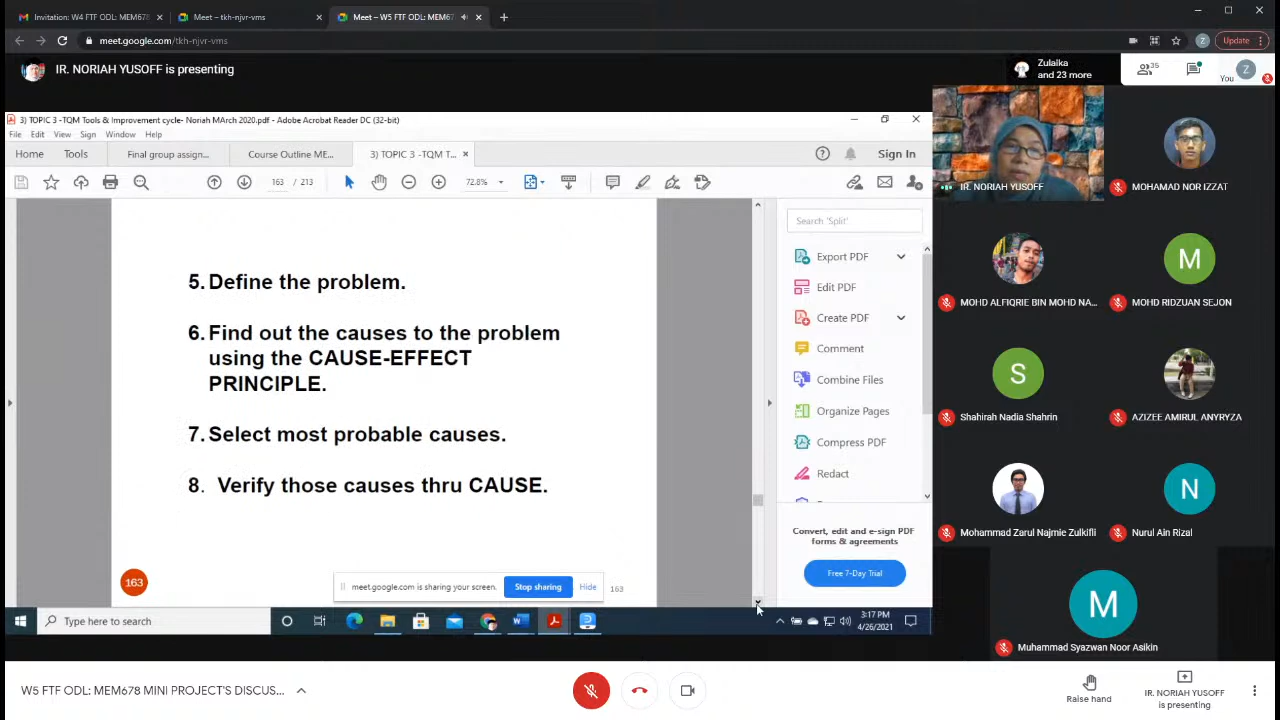 Invitation: W4 FTF ODL: MEM678
Meet – tkh-njvr-vms
Meet – W5 FTF ODL: MEM67
meet.google.com/tkh-njvr-vms
Z
Update
IR. NORIAH YUSOFF is presenting
Zulaika
and 23 more
35
You
Z
3) TOPIC 3 -TQM Tools & Improvement cycle- Noriah MArch 2020.pdf - Adobe Acrobat Reader DC (32-bit)
File Edit View Sign Window Help
Home Tools Final group assign... Course Outline ME... 3) TOPIC 3 -TQM T... Sign In
163 / 213 72.8%
5. Define the problem.
6. Find out the causes to the problem
using the CAUSE-EFFECT
PRINCIPLE.
7. Select most probable causes.
8. Verify those causes thru CAUSE.
163
163
meet.google.com is sharing your screen. Stop sharing Hide
Search 'Split'
Export PDF
Edit PDF
Create PDF
Comment
Combine Files
Organize Pages
Compress PDF
Redact
Convert, edit and e-sign PDF
forms & agreements
Free 7-Day Trial
Type here to search
3:17 PM
4/26/2021
IR. NORIAH YUSOFF
MOHAMAD NOR IZZAT
MOHD ALFIQRIE BIN MOHD NA...
M
MOHD RIDZUAN SEJON
S
Shahirah Nadia Shahrin
AZIZEE AMIRUL ANYRYZA
Mohammad Zarul Najmie Zulkifli
N
Nurul Ain Rizal
M
Muhammad Syazwan Noor Asikin
W5 FTF ODL: MEM678 MINI PROJECT'S DISCUS...
Raise hand
IR. NORIAH YUSOFF
is presenting